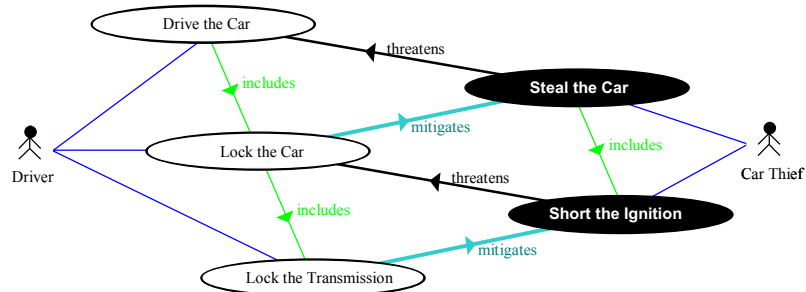 Drive the Car
threatens
Steal the Car
includes
mitigates
Driver
Lock the Car
includes
Car Thief
threatens
includes
Short the Ignition
mitigates
Lock the Transmission